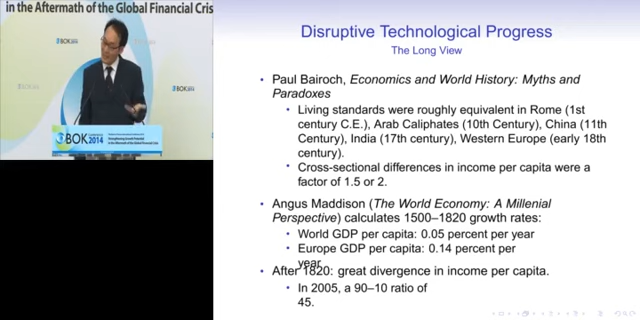 in the Aftermath of the Global Financial Cris
BOK
BOK
BOK
BOK
2014
Disruptive Technological Progress
The Long View
• Paul Bairoch, Economics and World History: Myths and
Paradoxes
• Living standards were roughly equivalent in Rome (1st
century C.E.), Arab Caliphates (10th Century), China (11th
Century), India (17th century), Western Europe (early 18th
century).
• Cross-sectional differences in income per capita were a
factor of 1.5 or 2.
• Angus Maddison (The World Economy: A Millenial
Perspective) calculates 1500–1820 growth rates:
• World GDP per capita: 0.05 percent per year
• Europe GDP per capita: 0.14 percent per
year
• After 1820: great divergence in income per capita.
• In 2005, a 90–10 ratio of
45.